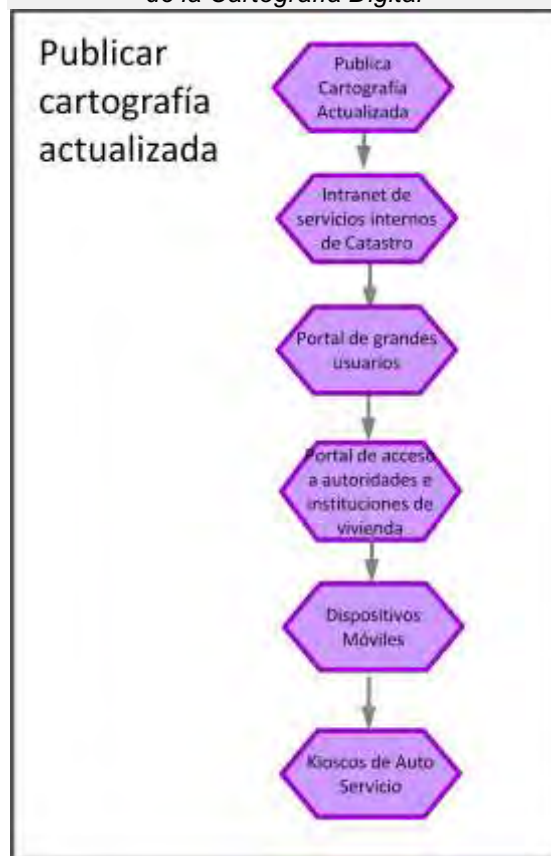 de la Cartografía Digital
Publicar
cartografía
actualizada
Publica
Cartografía
Actualizada
Intranet de
servicios internos
de Catastro
Portal de grandes
usuarios
Portal de acceso
a autoridades e
instituciones de
vivienda
Dispositivos
Móviles
Kioscos de Auto
Servicio